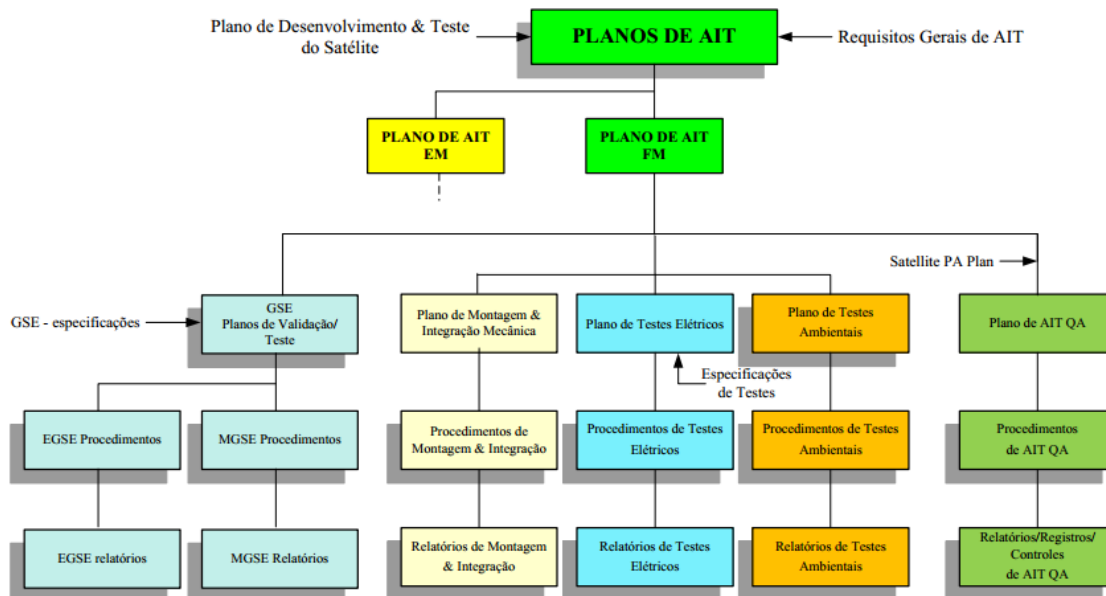 Plano de Desenvolvimento & Teste
do Satélite
PLANOS DE AIT
Requisitos Gerais de AIT
PLANO DE AIT
EM
PLANO DE AIT
FM
Satellite PA Plan
GSE - especificações
GSE
Planos de Validação/
Teste
Plano de Montagem &
Integração Mecânica
Plano de Testes Elétricos
Plano de Testes
Ambientais
Plano de AIT QA
Especificações
de Testes
EGSE Procedimentos
MGSE Procedimentos
Procedimentos de
Montagem & Integração
Procedimentos de Testes
Elétricos
Procedimentos de Testes
Ambientais
Procedimentos
de AIT QA
EGSE relatórios
MGSE Relatórios
Relatórios de Montagem
& Integração
Relatórios de Testes
Elétricos
Relatórios de Testes
Ambientais
Relatórios/Registros/
Controles
de AIT QA